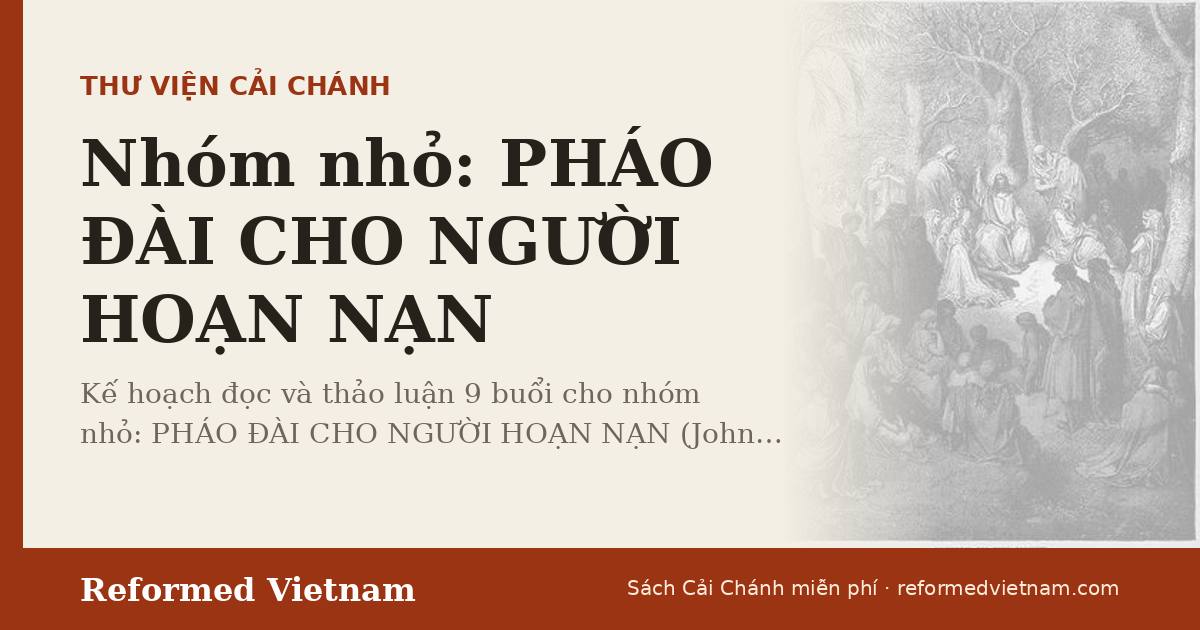 THƯ VIỆN CẢI CHÁNH
Nhóm nhỏ: PHÁO
ĐÀI CHO NGƯỜI
HOẠN NẠN
Kế hoạch đọc và thảo luận 9 buổi cho nhóm
nhỏ: PHÁO ĐÀI CHO NGƯỜI HOẠN NẠN (John...
Reformed Vietnam
Sách Cải Chánh miễn phí · reformedvietnam.com